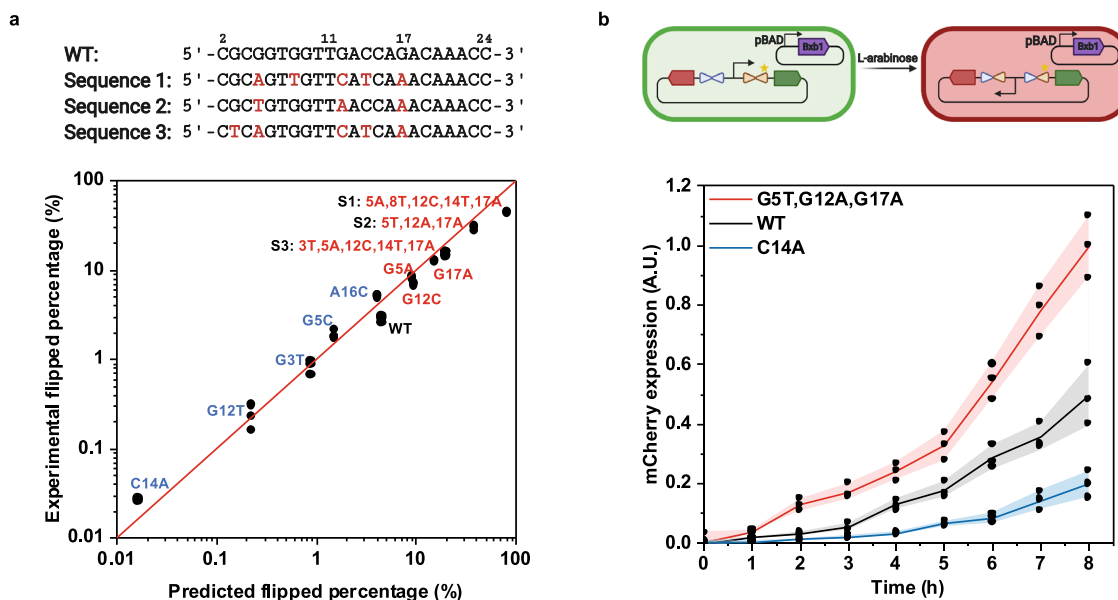 a
2 11 17 24
WT: 5'-CGCGGTGGTTGACCAGACAAACC-3'
Sequence 1: 5'-CGCAGTTGTTCATCAAACAAACC-3'
Sequence 2: 5'-CGCTGTGGTTAACCAAACAAACC-3'
Sequence 3: 5'-CTCAGTGGTTCATCAAACAAACC-3'
Experimental flipped percentage (%)
100
10
1
0.1
0.01
S1: 5A,8T,12C,14T,17A
S2: 5T,12A,17A
S3: 3T,5A,12C,14T,17A
G5A
G17A
A16C
G12C
G5C
WT
G3T
G12T
C14A
0.01 0.1 1 10 100
Predicted flipped percentage (%)
b
pBAD
Bxb1
L-arabinose
pBAD
Bxb1
mCherry expression (A.U.)
1.2
1.0
0.8
0.6
0.4
0.2
0.0
G5T,G12A,G17A
WT
C14A
0 1 2 3 4 5 6 7 8
Time (h)